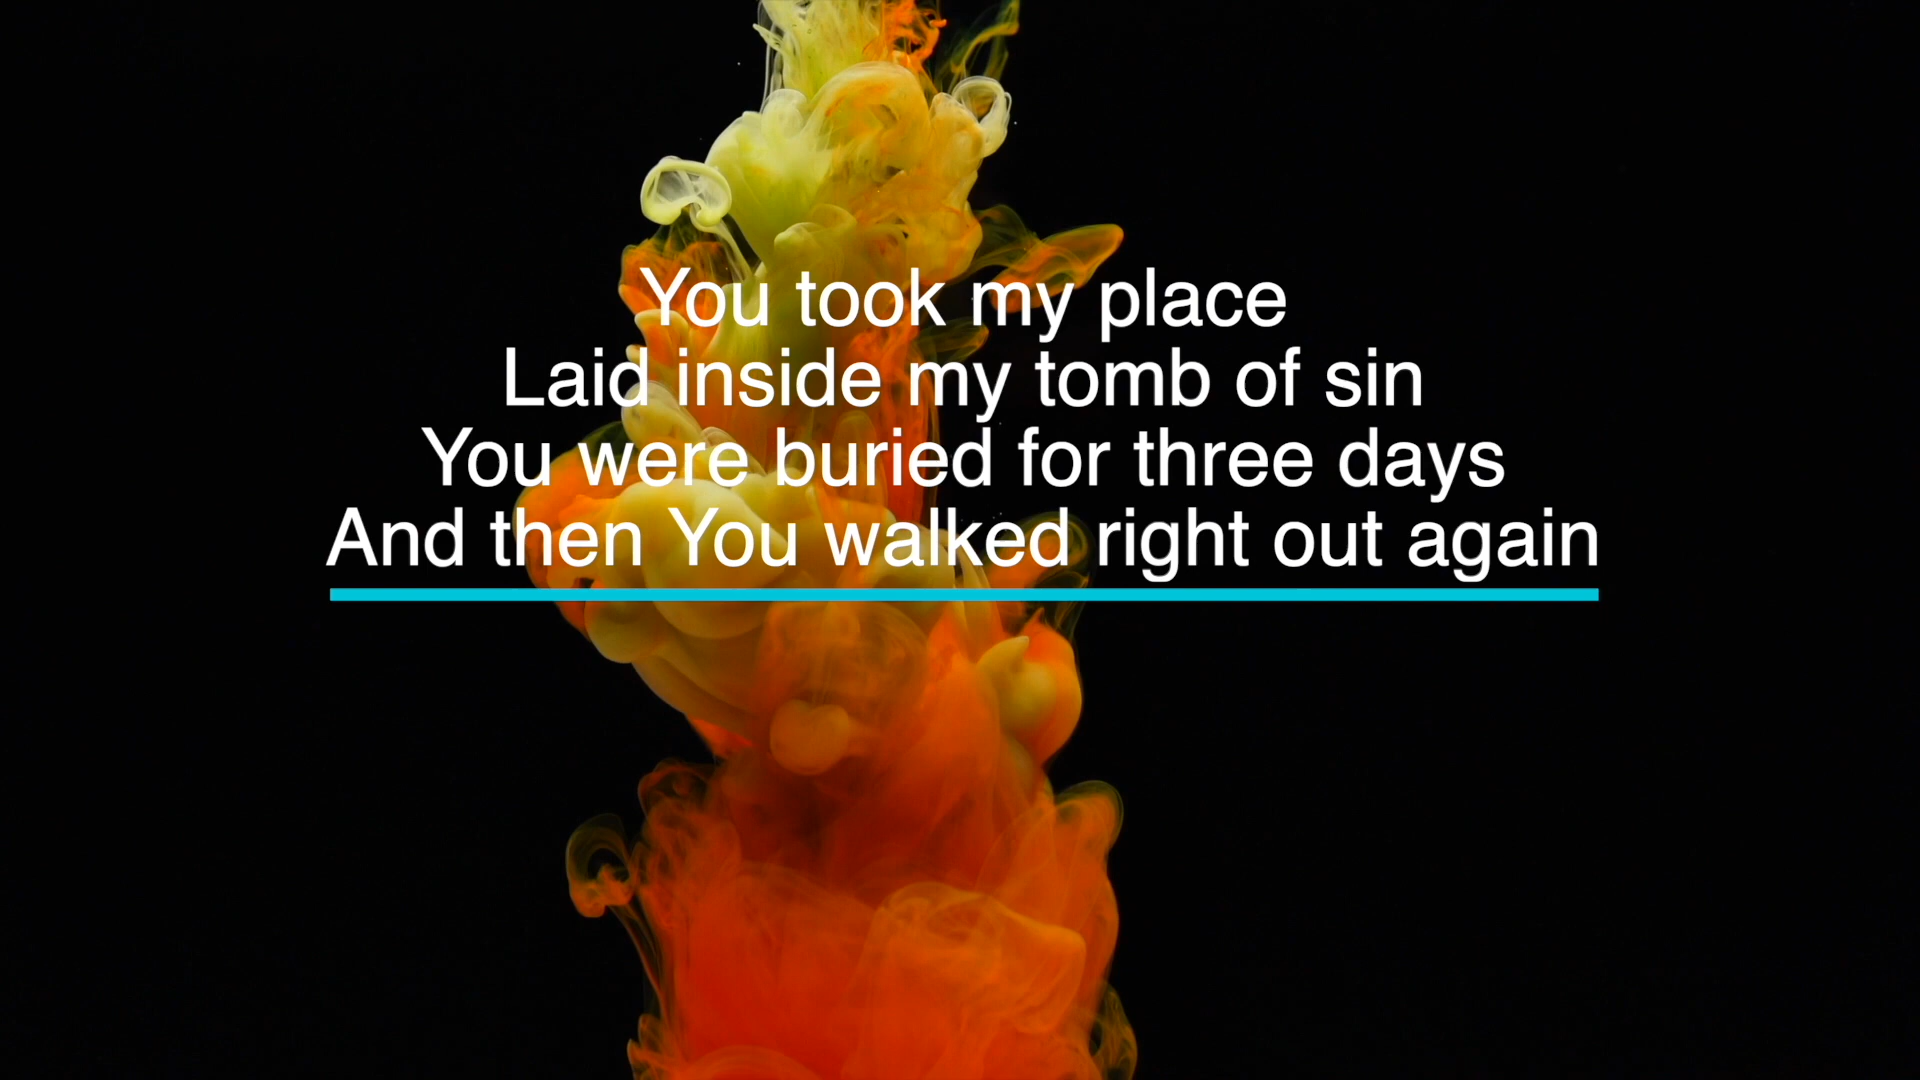 You took my place
Laid inside my tomb of sin
You were buried for three days
And then You walked right out again